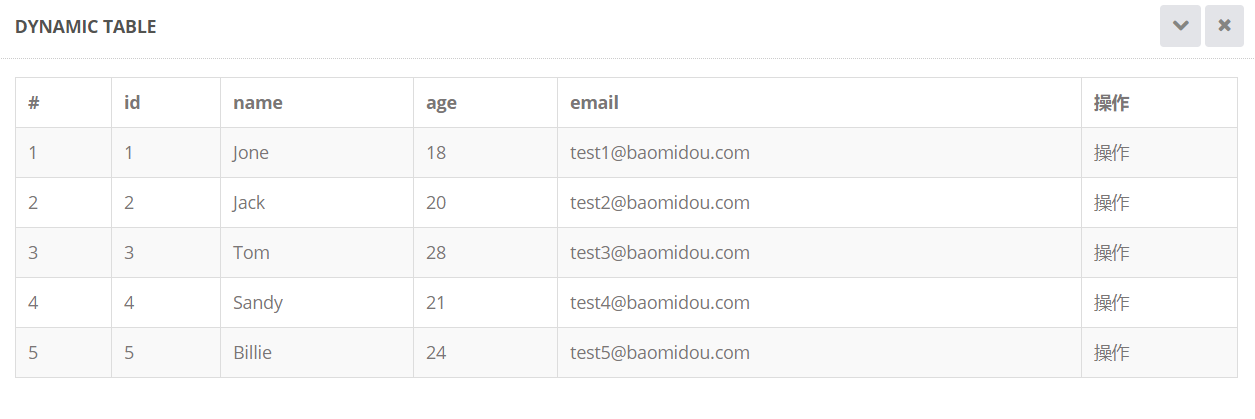 DYNAMIC TABLE
# id name age email 操作
1 1 Jone 18 test1@baomidou.com 操作
2 2 Jack 20 test2@baomidou.com 操作
3 3 Tom 28 test3@baomidou.com 操作
4 4 Sandy 21 test4@baomidou.com 操作
5 5 Billie 24 test5@baomidou.com 操作